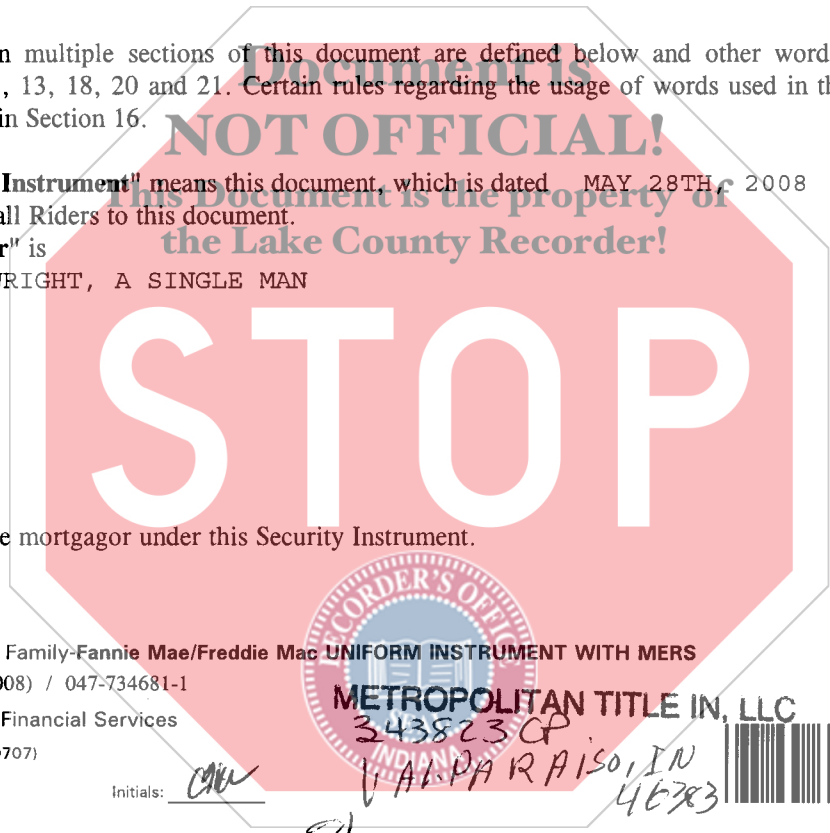 n multiple sections of this document are defined below and other word
, 13, 18, 20 and 21. Certain rules regarding the usage of words used in th
in Section 16.
Document is
NOT OFFICIAL!
This Document is the property of
the Lake County Recorder!
Instrument" means this document, which is dated MAY 28TH, 2008
all Riders to this document.
r" is
WRIGHT, A SINGLE MAN
STOP
e mortgagor under this Security Instrument.
RECORDER'S OFFICE
INDIANA
Family-Fannie Mae/Freddie Mac UNIFORM INSTRUMENT WITH MERS
008) / 047-734681-1
Financial Services
0707)
METROPOLITAN TITLE IN, LLC
243823 CP
VALPARAISO, IN
46383
Initials: